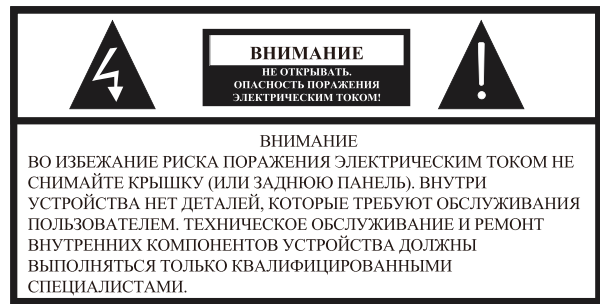 ВНИМАНИЕ
НЕ ОТКРЫВАТЬ.
ОПАСНОСТЬ ПОРАЖЕНИЯ
ЭЛЕКТРИЧЕСКИМ ТОКОМ!
ВНИМАНИЕ
ВО ИЗБЕЖАНИЕ РИСКА ПОРАЖЕНИЯ ЭЛЕКТРИЧЕСКИМ ТОКОМ НЕ
СНИМАЙТЕ КРЫШКУ (ИЛИ ЗАДНЮЮ ПАНЕЛЬ). ВНУТРИ
УСТРОЙСТВА НЕТ ДЕТАЛЕЙ, КОТОРЫЕ ТРЕБУЮТ ОБСЛУЖИВАНИЯ
ПОЛЬЗОВАТЕЛЕМ. ТЕХНИЧЕСКОЕ ОБСЛУЖИВАНИЕ И РЕМОНТ
ВНУТРЕННИХ КОМПОНЕНТОВ УСТРОЙСТВА ДОЛЖНЫ
ВЫПОЛНЯТЬСЯ ТОЛЬКО КВАЛИФИЦИРОВАННЫМИ
СПЕЦИАЛИСТАМИ.